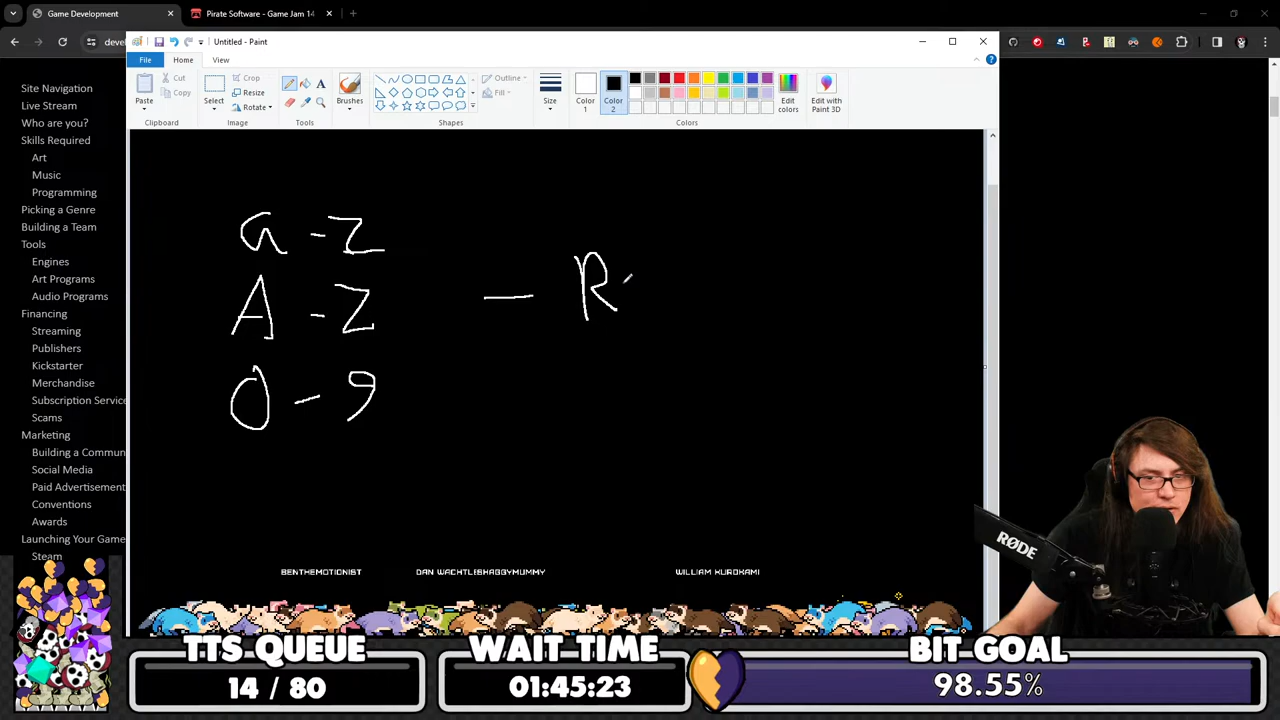 Game Development
Pirate Software - Game Jam 14
devel
Untitled - Paint
File
Home
View
Paste
Cut
Copy
Clipboard
Select
Crop
Resize
Rotate
Image
Tools
Brushes
Shapes
Outline
Fill
Size
Color 1
Color 2
Edit colors
Edit with Paint 3D
Colors
Site Navigation
Live Stream
Who are you?
Skills Required
Art
Music
Programming
Picking a Genre
Building a Team
Tools
Engines
Art Programs
Audio Programs
Financing
Streaming
Publishers
Kickstarter
Merchandise
Subscription Service
Scams
Marketing
Building a Commun
Social Media
Paid Advertisement
Conventions
Awards
Launching Your Game
Steam
a - z
A - Z
0 - 9
— R
BENTHEMOTIONIST
WILLIAM KUROKAMI
RØDE
TTS QUEUE
14 / 80
WAIT TIME
01:45:23
BIT GOAL
98.55%